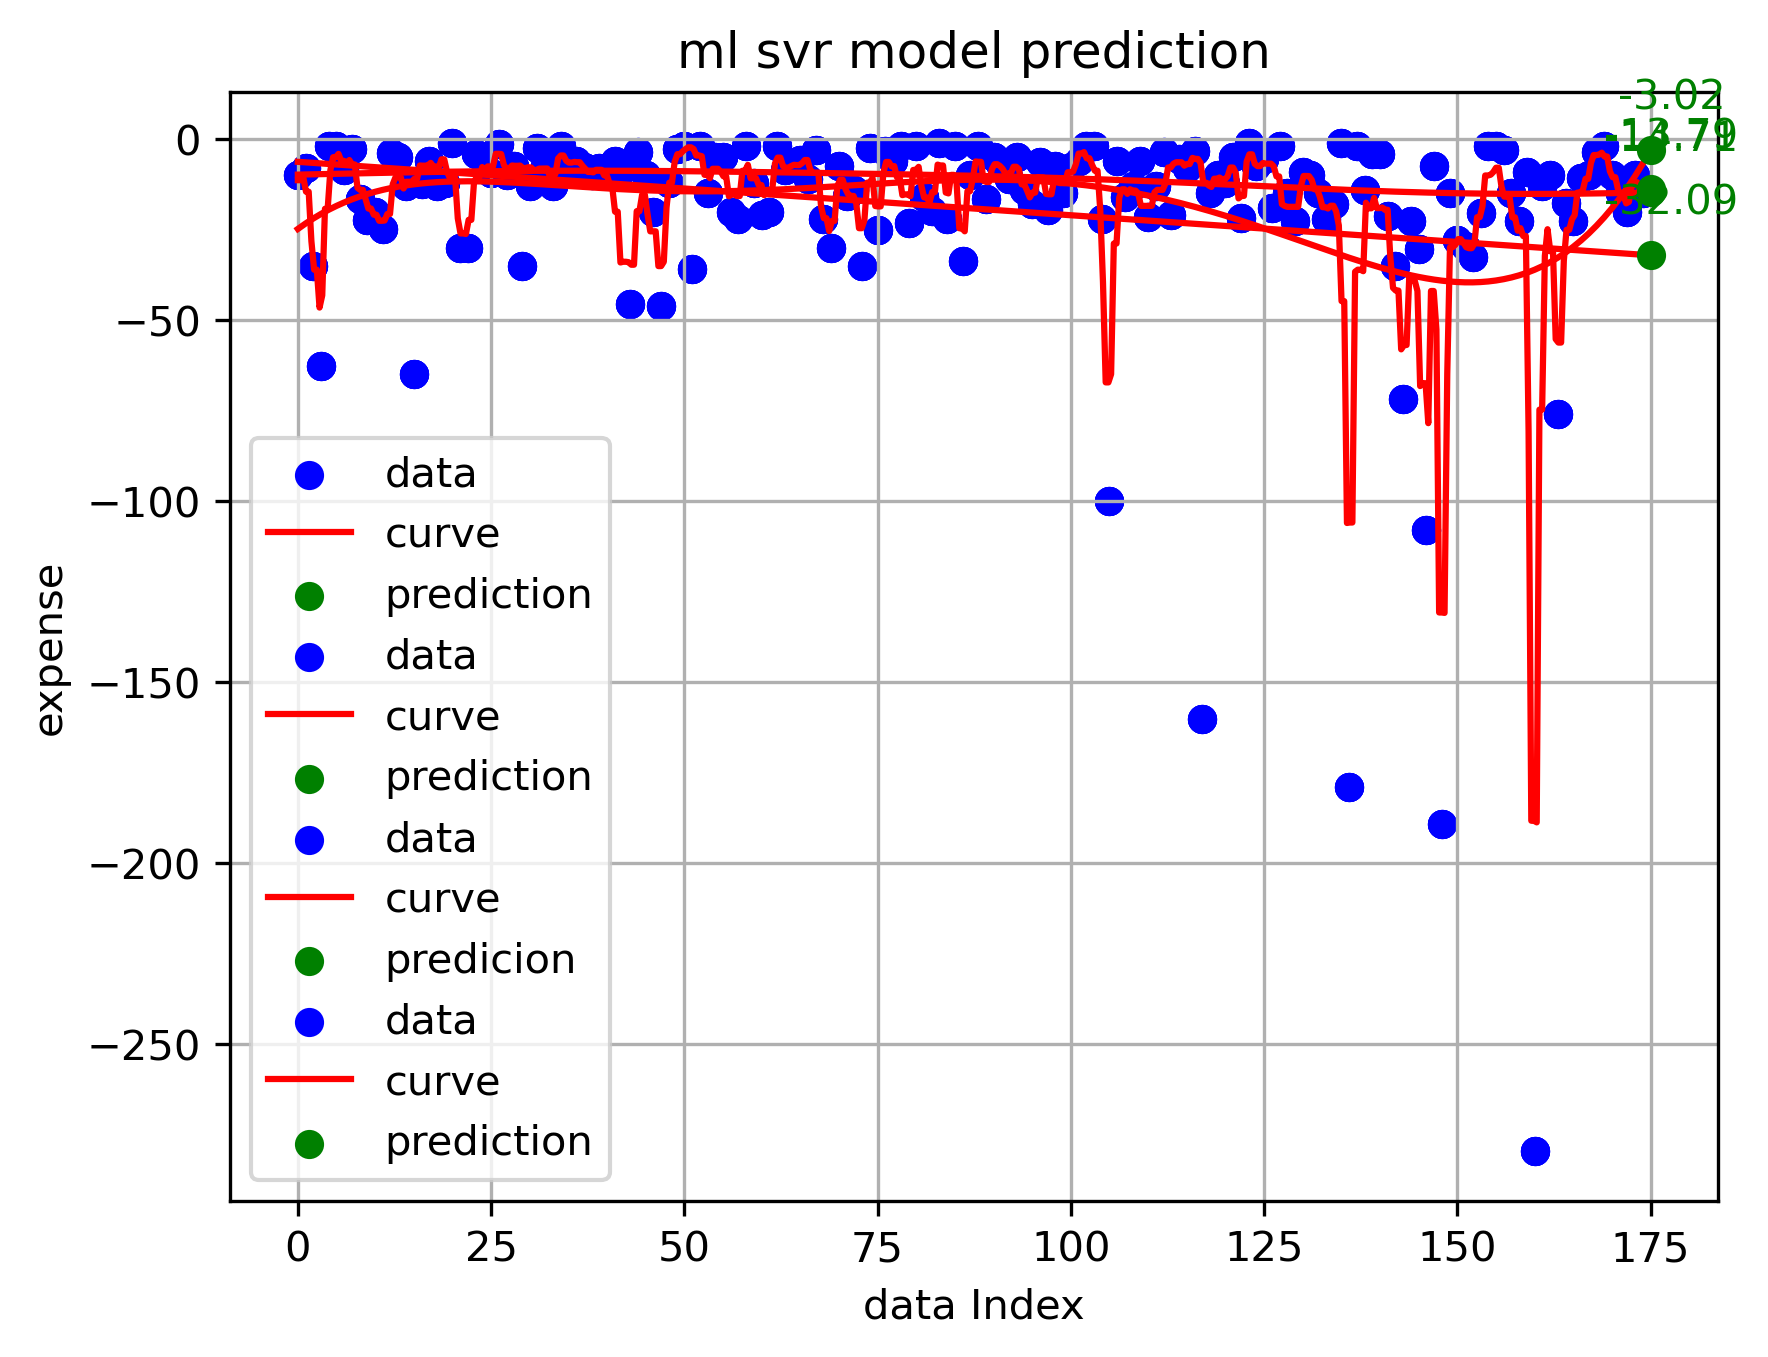 ml svr model prediction
-3.02
-32.09
0
−50
−100
−150
−200
−250
expense
data
curve
prediction
data
curve
prediction
data
curve
predicion
data
curve
prediction
0
25
50
75
100
125
150
175
data Index